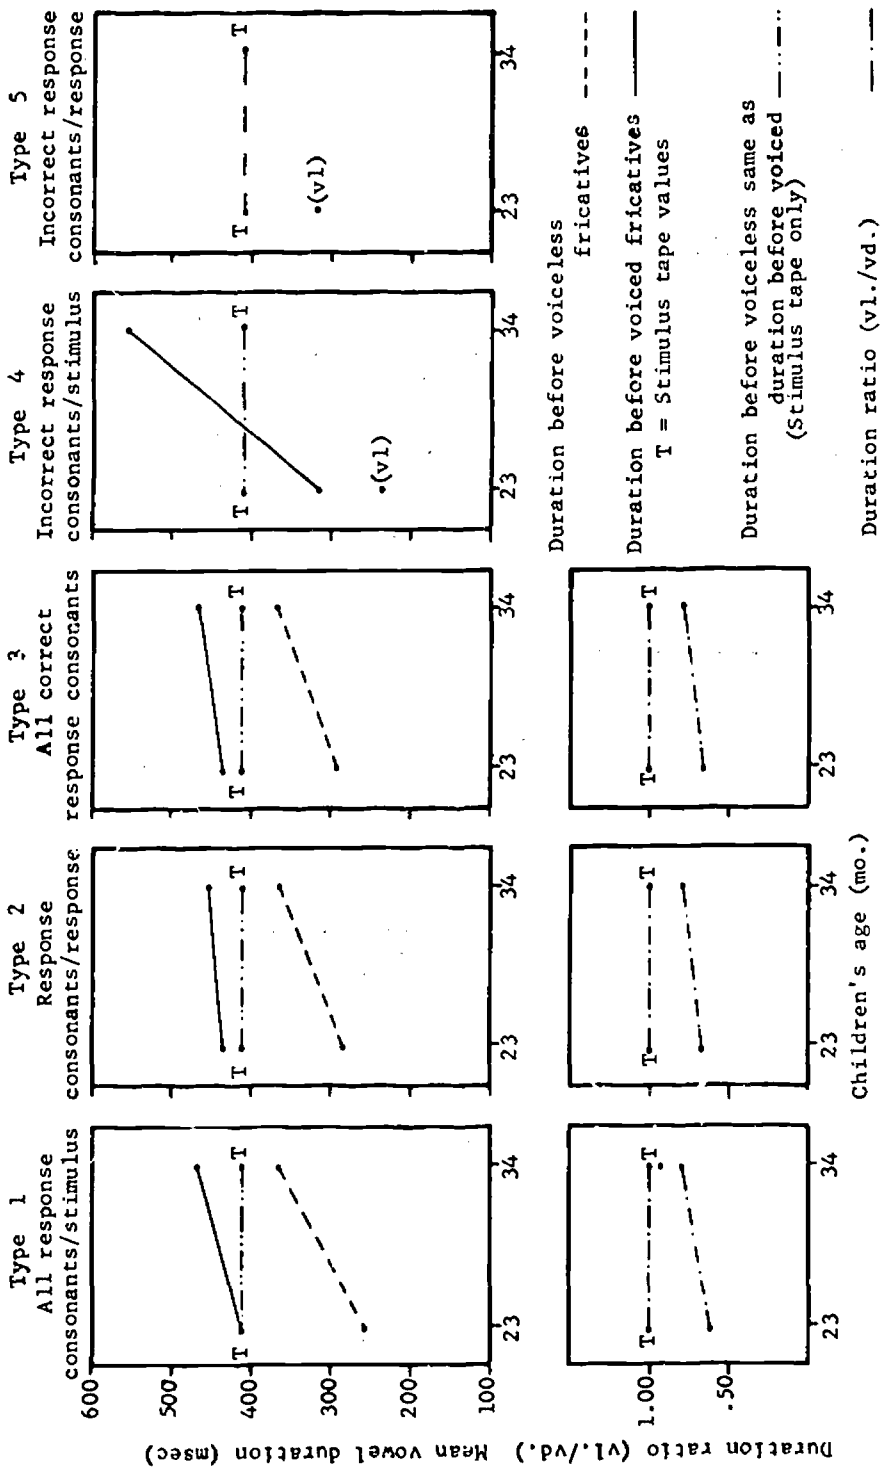 Type 1
All response
consonants/stimulus
Type 2
Response
consonants/response
Type 3
All correct
response consonants
Type 4
Incorrect response
consonants/stimulus
Type 5
Incorrect response
consonants/response
Mean vowel duration (msec)
600
500
400
300
200
100
T
T
23
34
T
T
23
34
T
T
23
34
T
T
(vl)
23
34
T
T
(vl)
23
34
Duration ratio (vl./vd.)
1.00
.50
T
T
23
34
T
T
23
34
T
T
23
34
Children's age (mo.)
Duration before voiceless
fricatives
Duration before voiced fricatives
T = Stimulus tape values
Duration before voiceless same as
duration before voiced
(Stimulus tape only)
Duration ratio (vl./vd.)